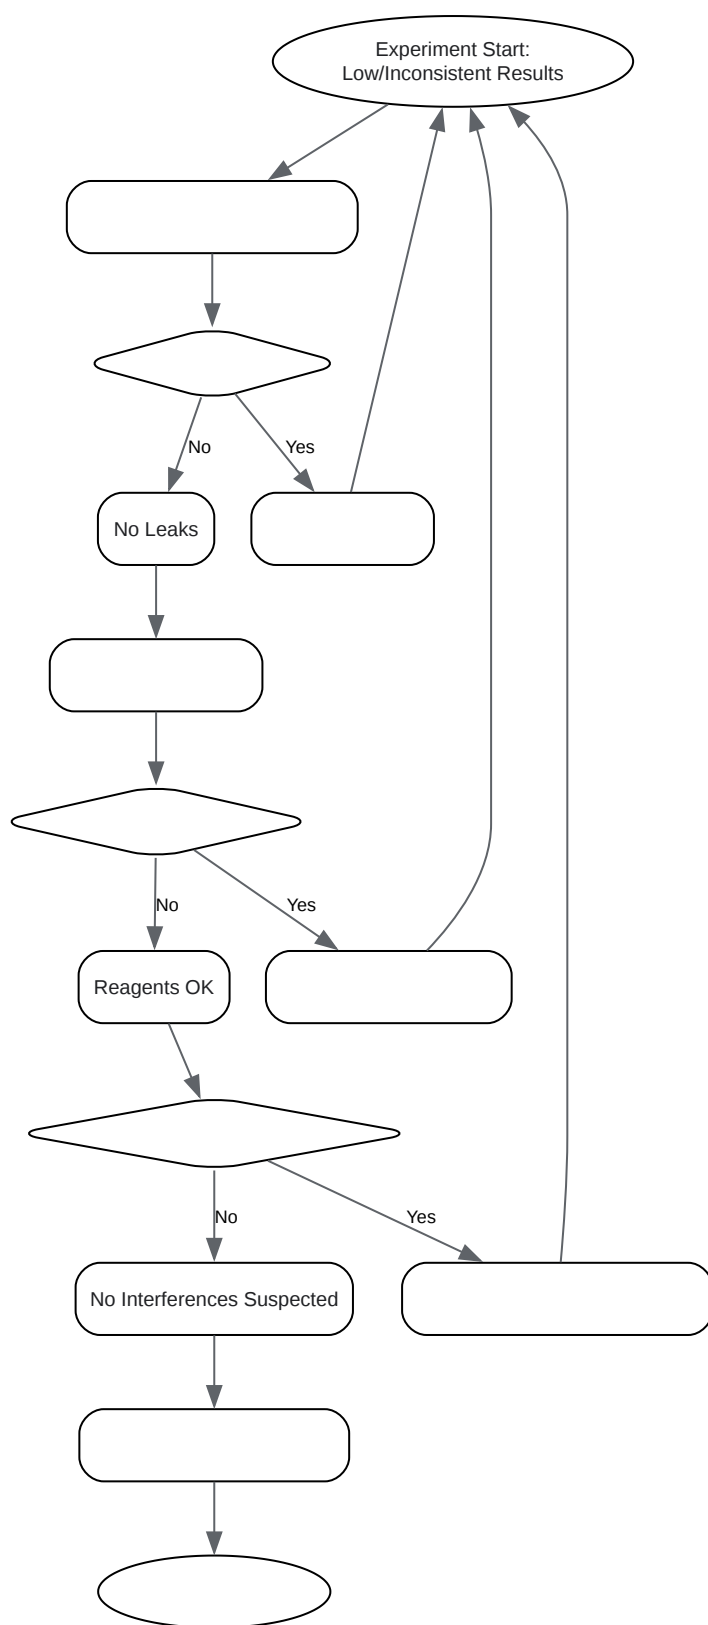 Experiment Start:
Low/Inconsistent Results
No
Yes
No Leaks
No
Yes
Reagents OK
No
Yes
No Interferences Suspected